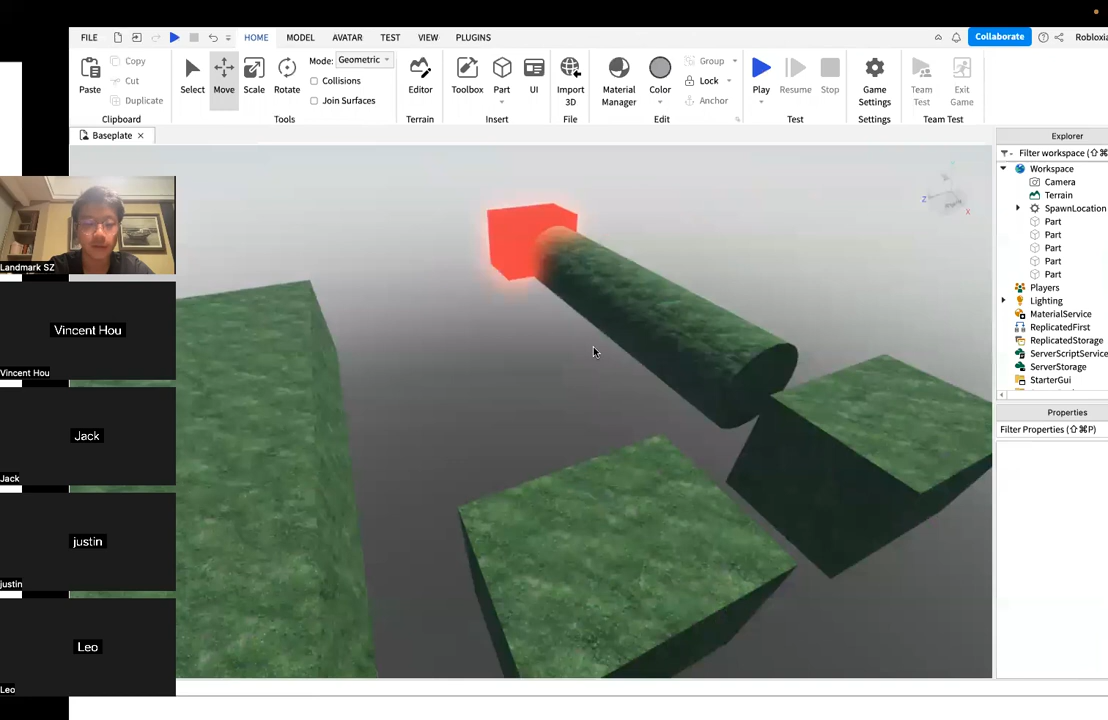 FILE HOME MODEL AVATAR TEST VIEW PLUGINS Collaborate Robloxia
Paste Copy Cut Duplicate Clipboard
Select Move Scale Rotate Mode: Geometric Collisions Join Surfaces Tools
Editor Terrain
Toolbox Part UI Insert
Import 3D File
Material Manager Color Group Lock Anchor Edit
Play Resume Stop Test
Game Settings Settings
Team Test Exit Game Team Test
Baseplate
Explorer
Filter workspace (⇧⌘
Workspace
Camera
Terrain
SpawnLocation
Part
Part
Part
Part
Part
Players
Lighting
MaterialService
ReplicatedFirst
ReplicatedStorage
ServerScriptService
ServerStorage
StarterGui
Properties
Filter Properties (⇧⌘P)
Z
X
Landmark SZ
Vincent Hou
Vincent Hou
Jack
Jack
justin
justin
Leo
Leo